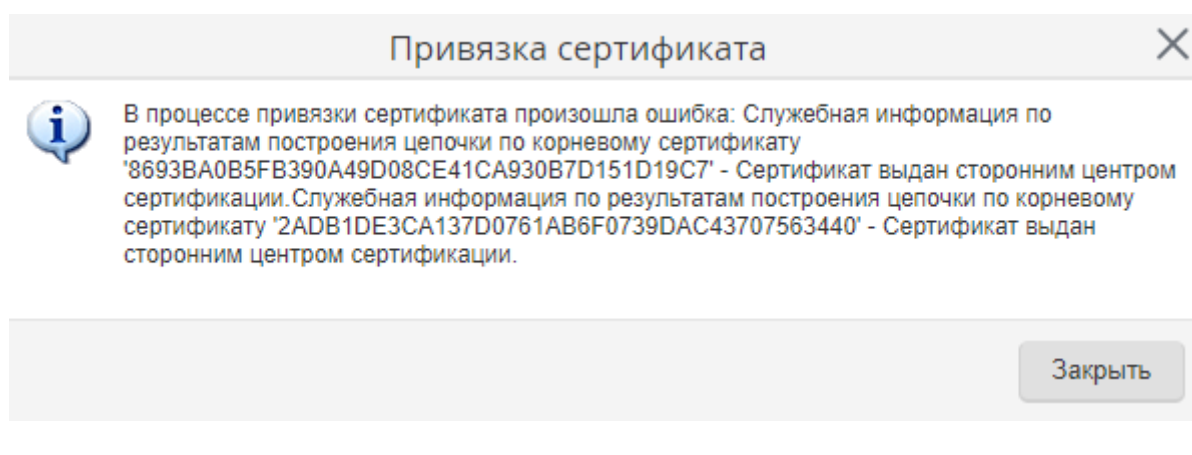 Привязка сертификата
В процессе привязки сертификата произошла ошибка: Служебная информация по
результатам построения цепочки по корневому сертификату
'8693BA0B5FB390A49D08CE41CA930B7D151D19C7' - Сертификат выдан сторонним центром
сертификации.Служебная информация по результатам построения цепочки по корневому
сертификату '2ADB1DE3CA137D0761AB6F0739DAC43707563440' - Сертификат выдан
сторонним центром сертификации.
Закрыть